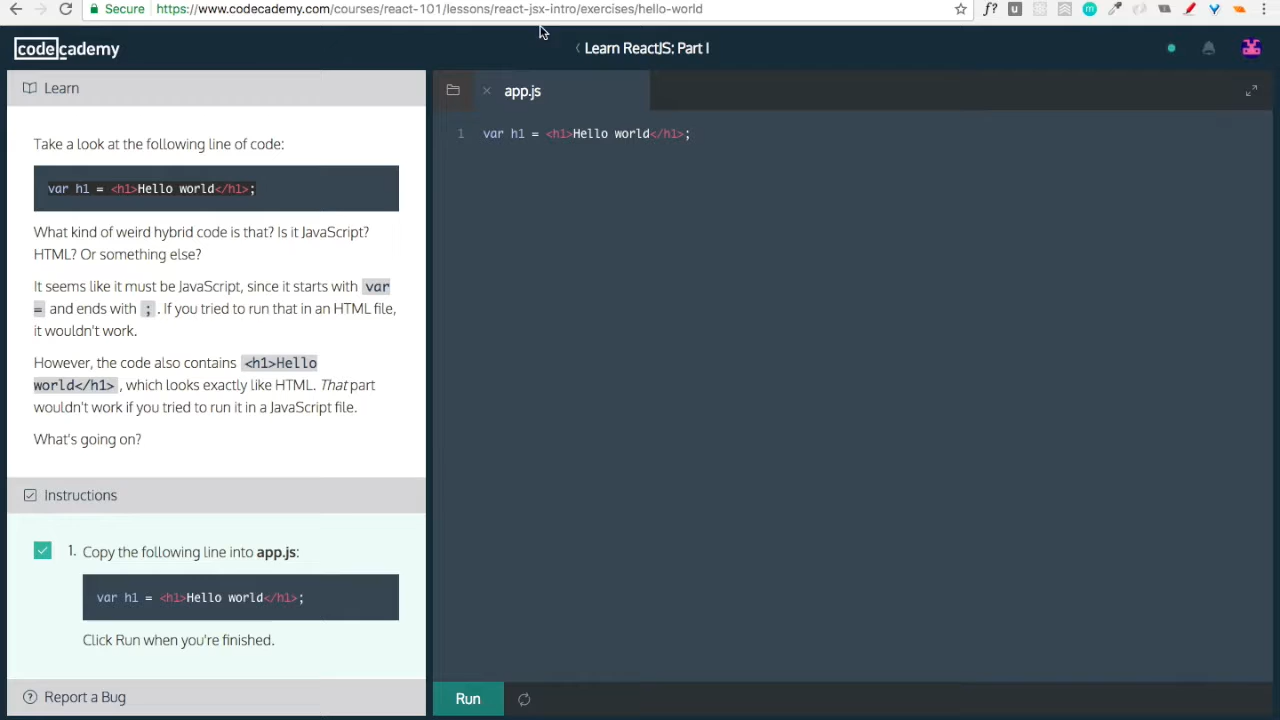 Secure https://www.codecademy.com/courses/react-101/lessons/react-jsx-intro/exercises/hello-world
codecademy
Learn ReactJS: Part I
Learn
app.js
Take a look at the following line of code:
var h1 = <h1>Hello world</h1>;
What kind of weird hybrid code is that? Is it JavaScript?
HTML? Or something else?
It seems like it must be JavaScript, since it starts with var
= and ends with ;. If you tried to run that in an HTML file,
it wouldn't work.
However, the code also contains <h1>Hello
world</h1>, which looks exactly like HTML. That part
wouldn't work if you tried to run it in a JavaScript file.
What's going on?
Instructions
1. Copy the following line into app.js:
var h1 = <h1>Hello world</h1>;
Click Run when you're finished.
Report a Bug
1 var h1 = <h1>Hello world</h1>;
Run